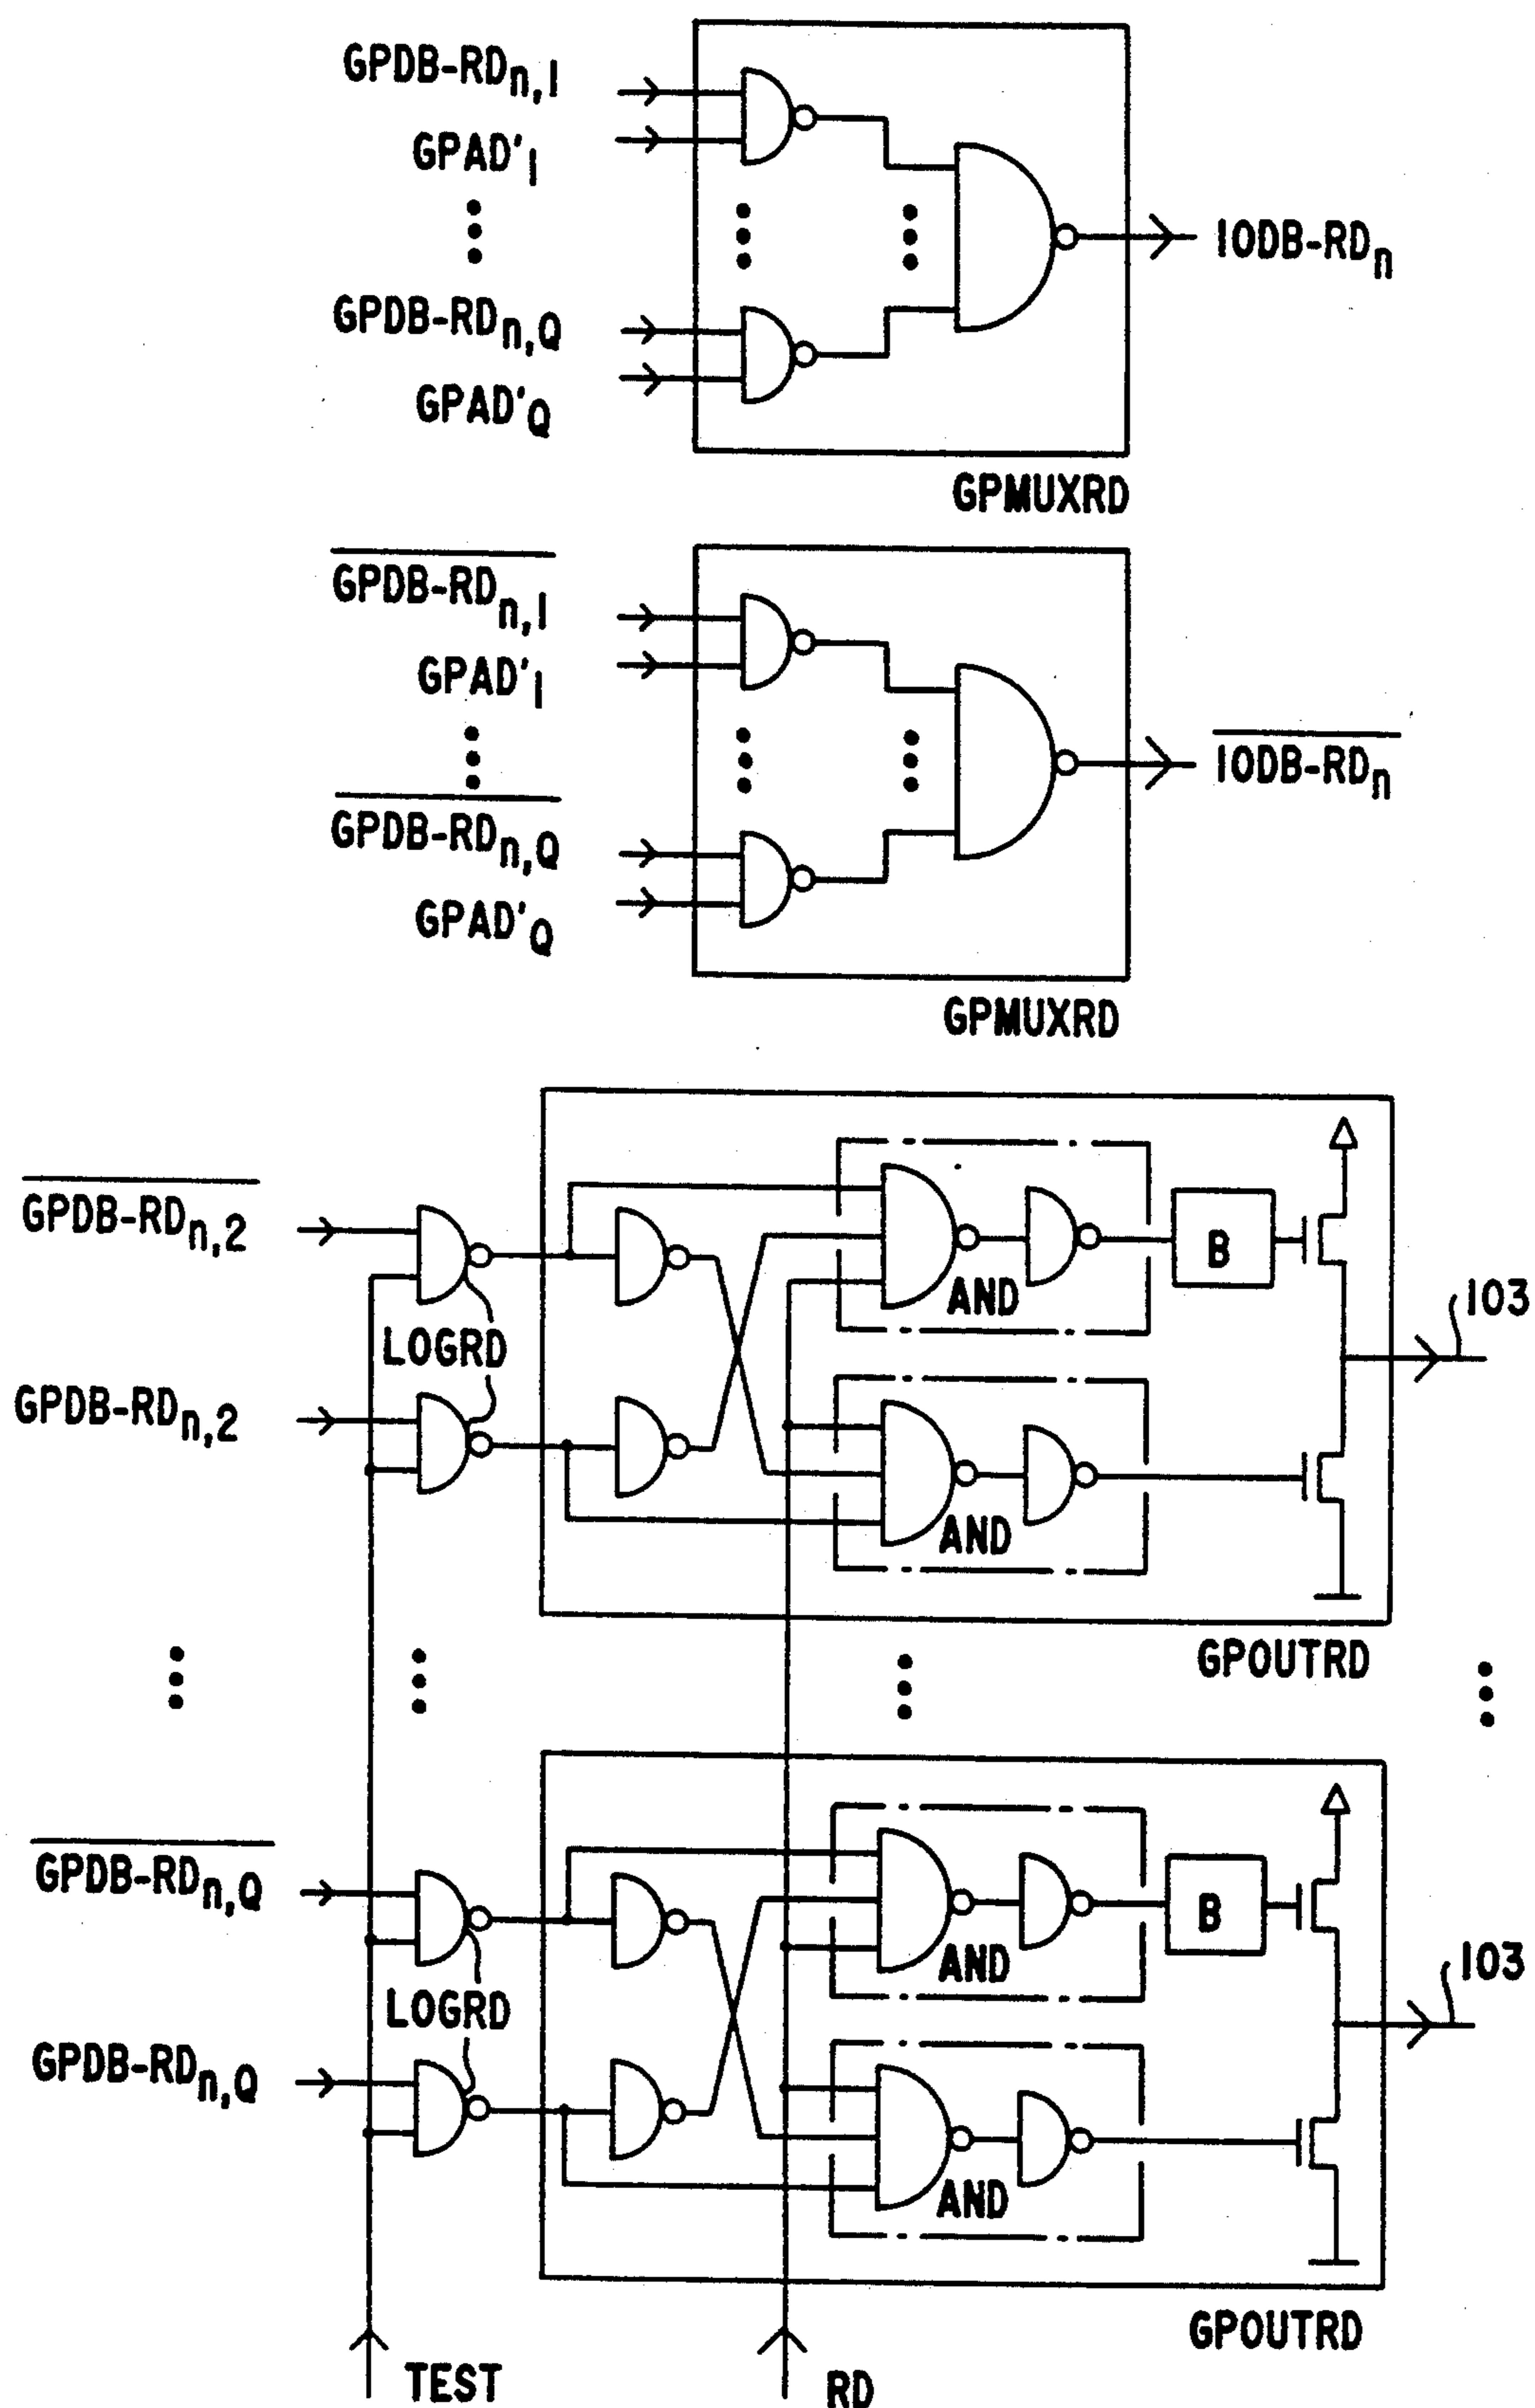 GPDB-RDn,1
GPAD'1
GPDB-RDn,Q
GPAD'Q
IODB-RDn
GPMUXRD
GPDB-RDn,1
GPAD'1
GPDB-RDn,Q
GPAD'Q
IODB-RDn
GPMUXRD
GPDB-RDn,2
LOGRD
GPDB-RDn,2
AND
B
AND
103
GPOUTRD
GPDB-RDn,Q
LOGRD
GPDB-RDn,Q
AND
B
AND
103
GPOUTRD
TEST
RD